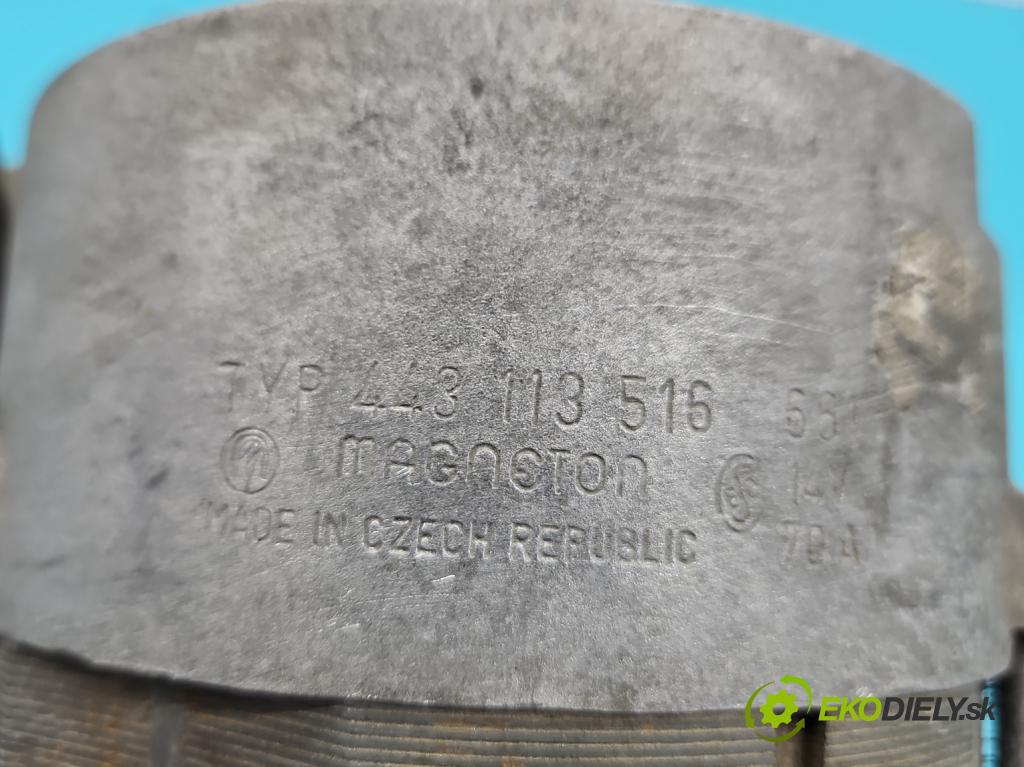 TYP 443 113 516
MAGNETON
14V
MADE IN CZECH REPUBLIC
70A
EKODIELY.sk